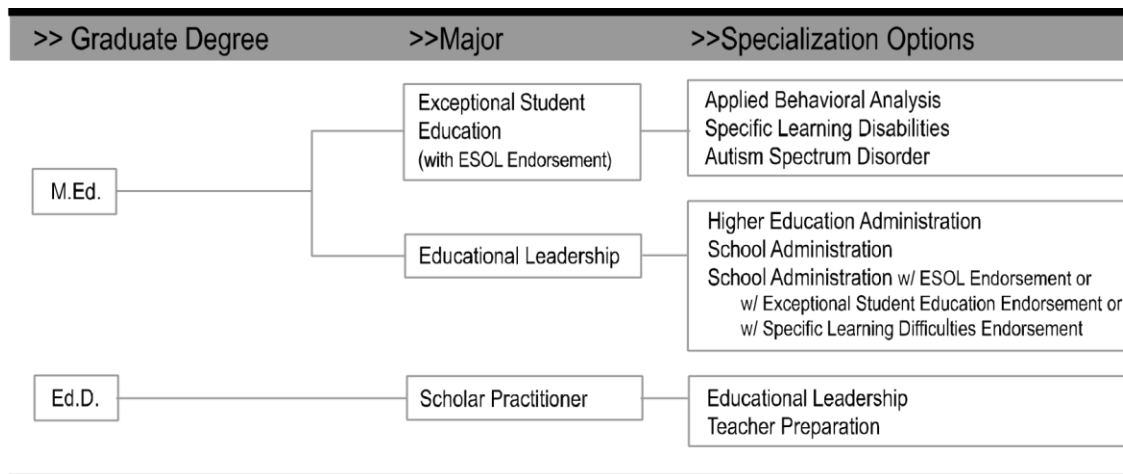 >> Graduate Degree
>>Major
>>Specialization Options
M.Ed.
Exceptional Student
Education
(with ESOL Endorsement)
Applied Behavioral Analysis
Specific Learning Disabilities
Autism Spectrum Disorder
Educational Leadership
Higher Education Administration
School Administration
School Administration w/ ESOL Endorsement or
w/ Exceptional Student Education Endorsement or
w/ Specific Learning Difficulties Endorsement
Ed.D.
Scholar Practitioner
Educational Leadership
Teacher Preparation